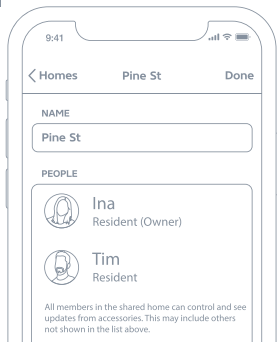 9:41
Homes Pine St Done
NAME
Pine St
PEOPLE
Ina
Resident (Owner)
Tim
Resident
All members in the shared home can control and see
updates from accessories. This may include others
not shown in the list above.